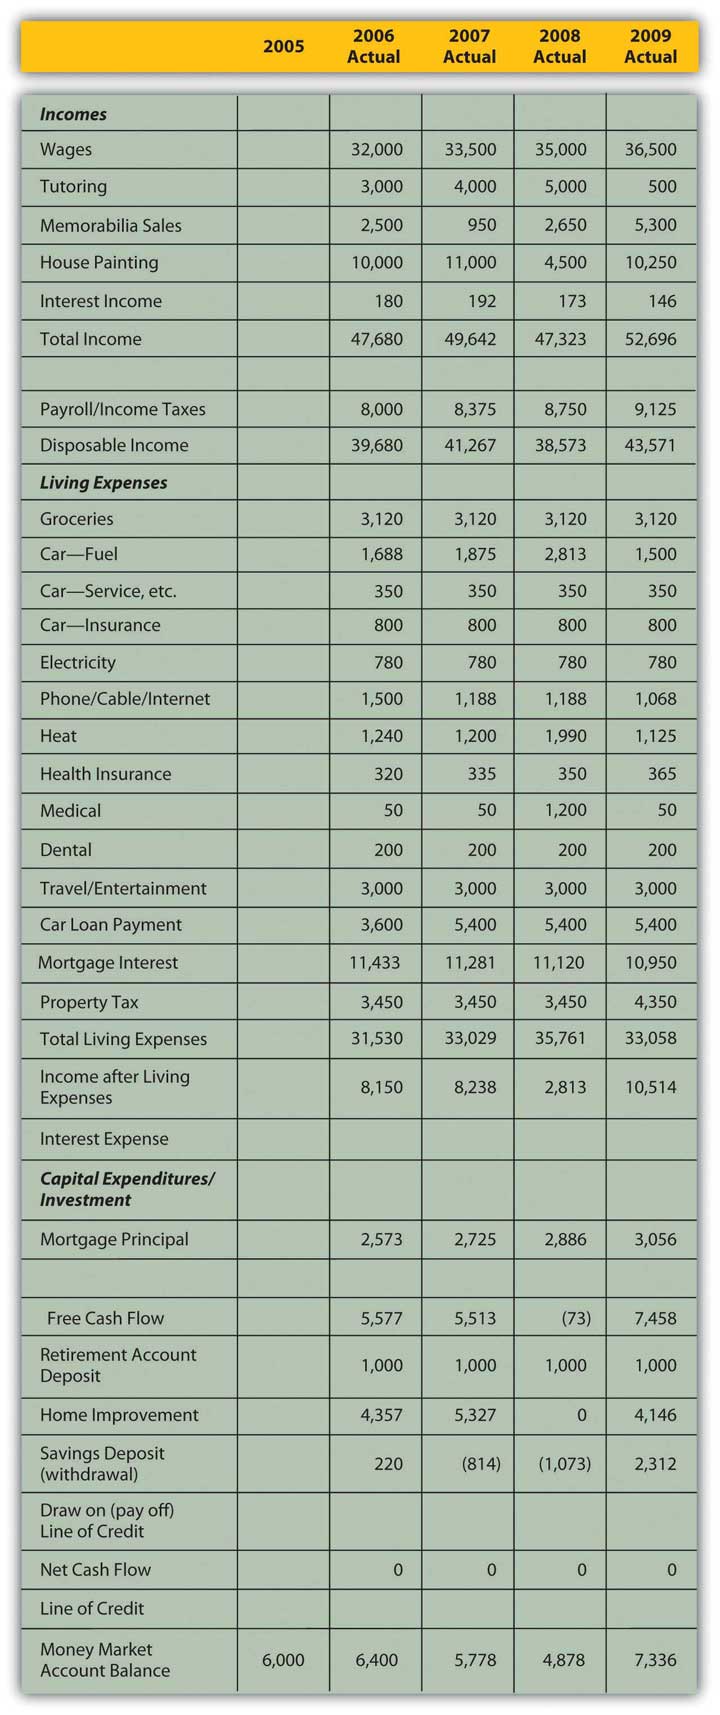 2005 2006 Actual 2007 Actual 2008 Actual 2009 Actual
Incomes
Wages 32,000 33,500 35,000 36,500
Tutoring 3,000 4,000 5,000 500
Memorabilia Sales 2,500 950 2,650 5,300
House Painting 10,000 11,000 4,500 10,250
Interest Income 180 192 173 146
Total Income 47,680 49,642 47,323 52,696
Payroll/Income Taxes 8,000 8,375 8,750 9,125
Disposable Income 39,680 41,267 38,573 43,571
Living Expenses
Groceries 3,120 3,120 3,120 3,120
Car—Fuel 1,688 1,875 2,813 1,500
Car—Service, etc. 350 350 350 350
Car—Insurance 800 800 800 800
Electricity 780 780 780 780
Phone/Cable/Internet 1,500 1,188 1,188 1,068
Heat 1,240 1,200 1,990 1,125
Health Insurance 320 335 350 365
Medical 50 50 1,200 50
Dental 200 200 200 200
Travel/Entertainment 3,000 3,000 3,000 3,000
Car Loan Payment 3,600 5,400 5,400 5,400
Mortgage Interest 11,433 11,281 11,120 10,950
Property Tax 3,450 3,450 3,450 4,350
Total Living Expenses 31,530 33,029 35,761 33,058
Income after Living
Expenses 8,150 8,238 2,813 10,514
Interest Expense
Capital Expenditures/
Investment
Mortgage Principal 2,573 2,725 2,886 3,056
Free Cash Flow 5,577 5,513 (73) 7,458
Retirement Account
Deposit 1,000 1,000 1,000 1,000
Home Improvement 4,357 5,327 0 4,146
Savings Deposit
(withdrawal) 220 (814) (1,073) 2,312
Draw on (pay off)
Line of Credit
Net Cash Flow 0 0 0 0
Line of Credit
Money Market
Account Balance 6,000 6,400 5,778 4,878 7,336